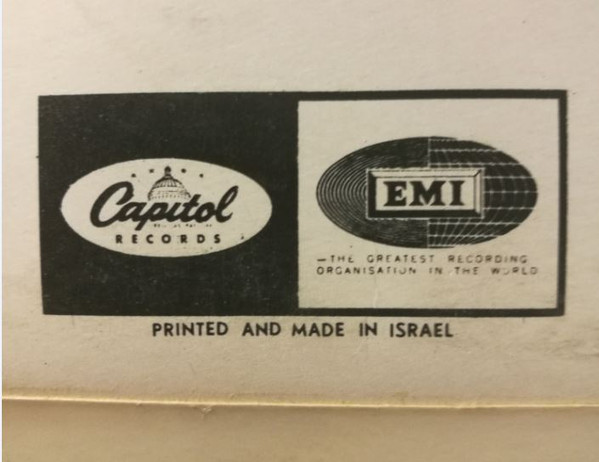 Capitol
RECORDS
EMI
—THE GREATEST RECORDING
ORGANISATION IN THE WORLD
PRINTED AND MADE IN ISRAEL